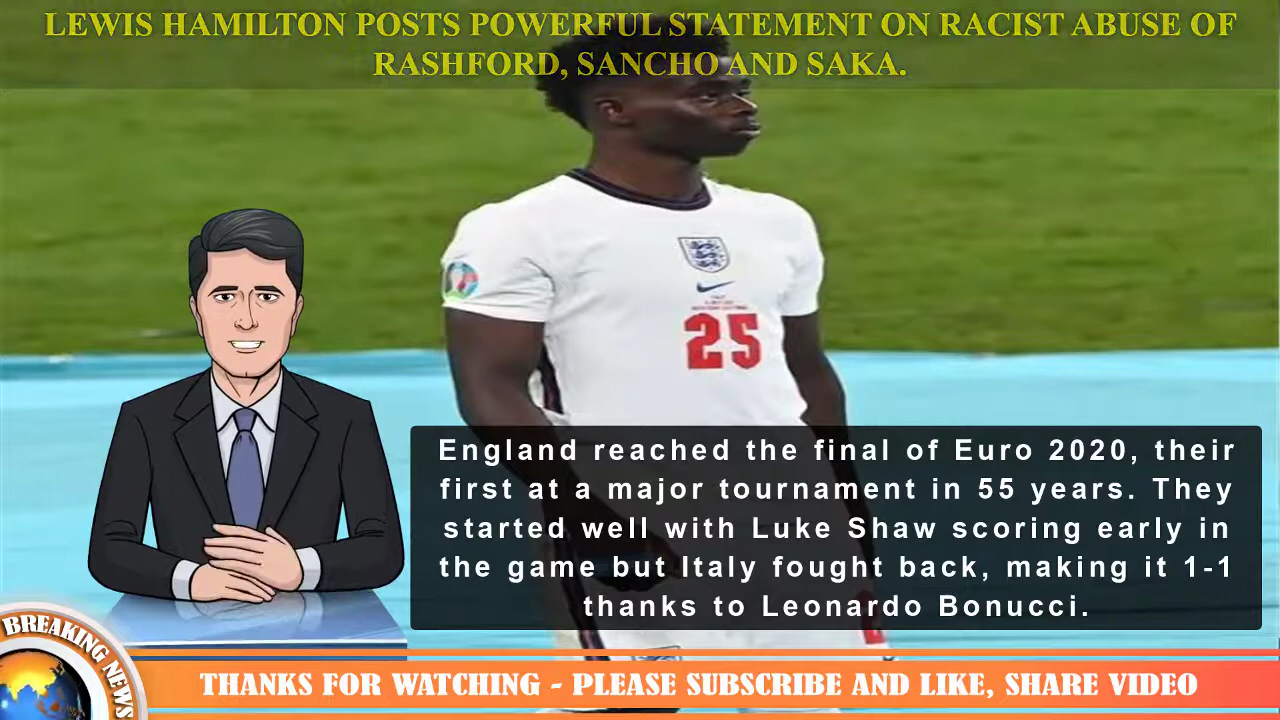 LEWIS HAMILTON POSTS POWERFUL STATEMENT ON RACIST ABUSE OF
RASHFORD, SANCHO AND SAKA.
25
England reached the final of Euro 2020, their
first at a major tournament in 55 years. They
started well with Luke Shaw scoring early in
the game but Italy fought back, making it 1-1
thanks to Leonardo Bonucci.
BREAKING NEWS
THANKS FOR WATCHING - PLEASE SUBSCRIBE AND LIKE, SHARE VIDEO